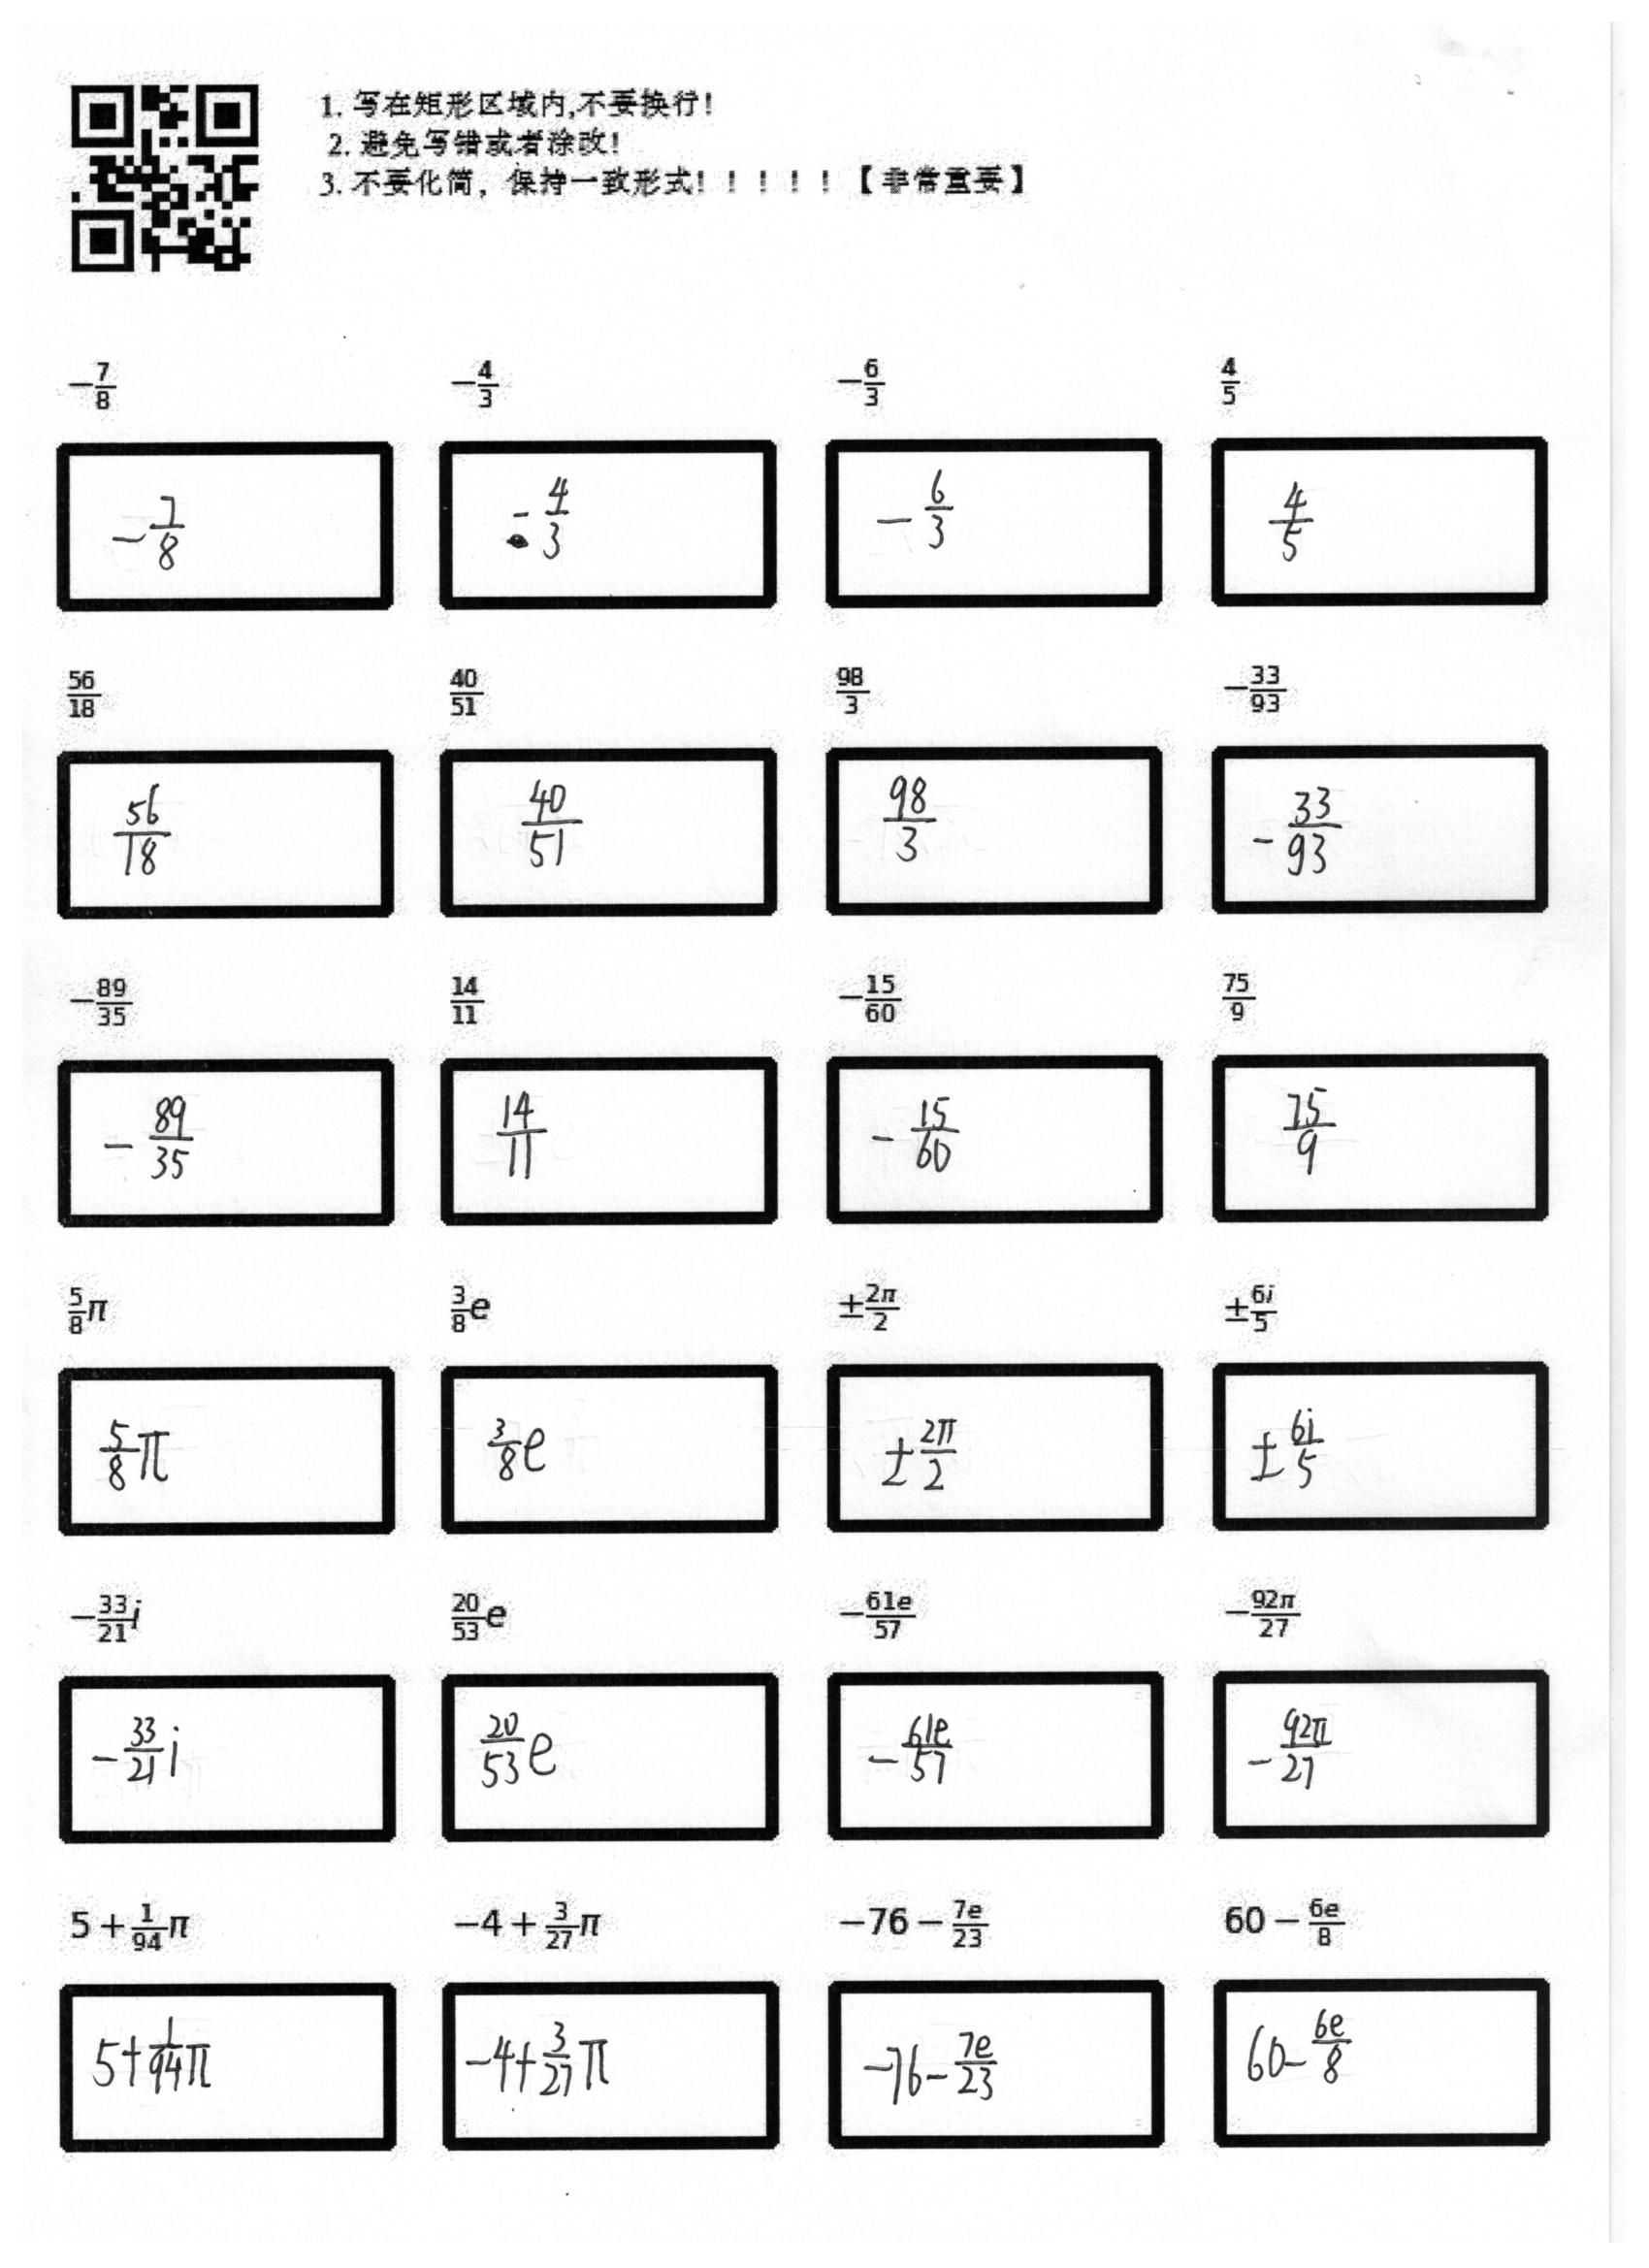 1. 写在矩形区域内,不要换行!
2. 避免写错或者涂改!
3. 不要化简，保持一致形式! ! ! ! ! 【非常重要】
$-\frac{7}{8}$ $-\frac{4}{3}$ $-\frac{6}{3}$ $\frac{4}{5}$
$-\frac{7}{8}$ $-\frac{4}{3}$ $-\frac{6}{3}$ $\frac{4}{5}$
$\frac{56}{18}$ $\frac{40}{51}$ $\frac{98}{3}$ $-\frac{33}{93}$
$\frac{56}{18}$ $\frac{40}{51}$ $\frac{98}{3}$ $-\frac{33}{93}$
$-\frac{89}{35}$ $\frac{14}{11}$ $-\frac{15}{60}$ $\frac{75}{9}$
$-\frac{89}{35}$ $\frac{14}{11}$ $-\frac{15}{60}$ $\frac{75}{9}$
$\frac{5}{8}\pi$ $\frac{3}{8}e$ $\pm\frac{2\pi}{2}$ $\pm\frac{6i}{5}$
$\frac{5}{8}\pi$ $\frac{3}{8}e$ $\pm\frac{2\pi}{2}$ $\pm\frac{6i}{5}$
$-\frac{33}{21}i$ $\frac{20}{53}e$ $-\frac{61e}{57}$ $-\frac{92\pi}{27}$
$-\frac{33}{21}i$ $\frac{20}{53}e$ $-\frac{61e}{57}$ $-\frac{92\pi}{27}$
$5+\frac{1}{94}\pi$ $-4+\frac{3}{27}\pi$ $-76-\frac{7e}{23}$ $60-\frac{6e}{8}$
$5+\frac{1}{94}\pi$ $-4+\frac{3}{27}\pi$ $-76-\frac{7e}{23}$ $60-\frac{6e}{8}$